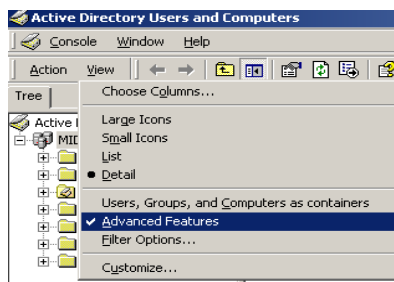 Active Directory Users and Computers
Console Window Help
Action View
Tree
Choose Columns...
Active
Large Icons
Small Icons
List
Detail
Users, Groups, and Computers as containers
Advanced Features
Filter Options...
Customize...